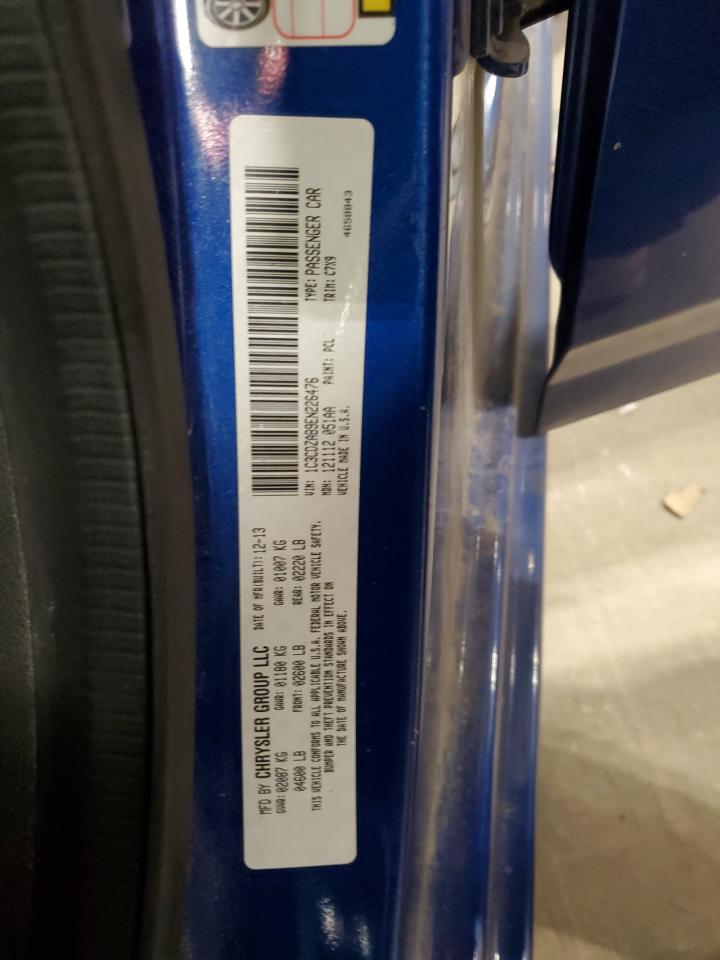 MFD BY CHRYSLER GROUP LLC DATE OF MFR(BUILT): 12-13
GVWR: 02087 KG GAWR: 01180 KG GAWR: 01007 KG
04600 LB FRONT: 02600 LB REAR: 02220 LB
THIS VEHICLE CONFORMS TO ALL APPLICABLE U.S.A. FEDERAL MOTOR VEHICLE SAFETY,
BUMPER AND THEFT PREVENTION STANDARDS IN EFFECT ON
THE DATE OF MANUFACTURE SHOWN ABOVE.
VIN: 1C3CDZAB9EN226476 TYPE: PASSENGER CAR
MDH: 121112 051AA PAINT: PCL TRIM: C7X9
VEHICLE MADE IN U.S.A. 4658843